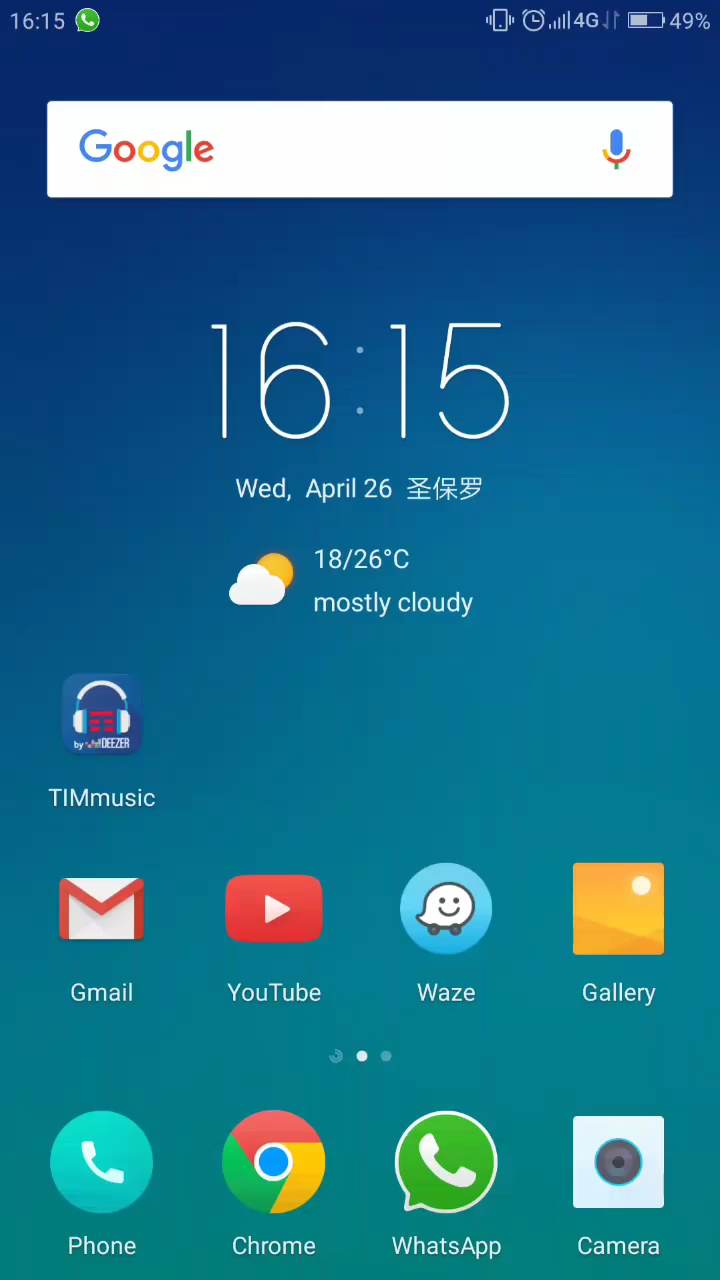 16:15 4G 49%
Google
16:15
Wed, April 26 圣保罗
18/26°C
mostly cloudy
by DEEZER
TIMmusic
Gmail YouTube Waze Gallery
Phone Chrome WhatsApp Camera